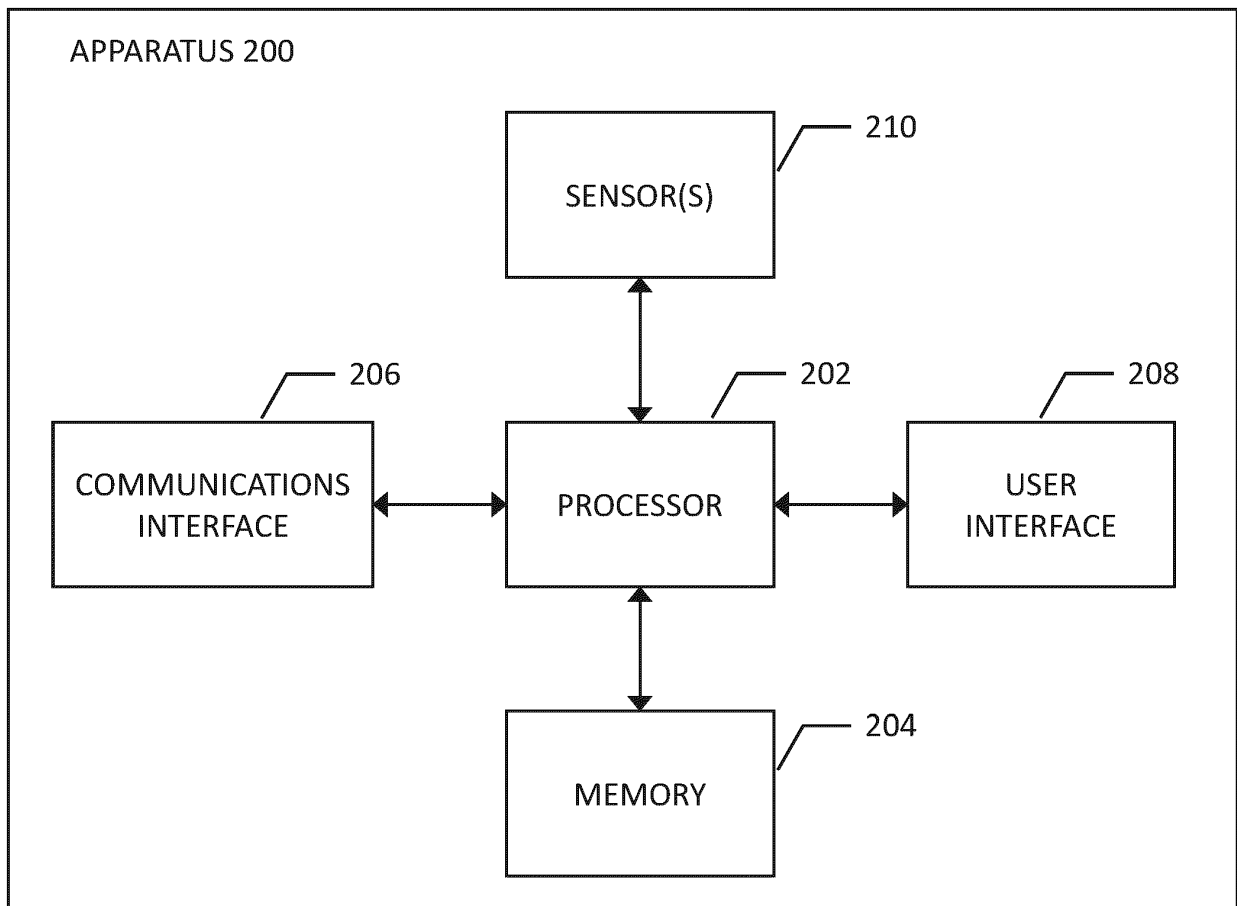 APPARATUS 200
210
SENSOR(S)
206
202
208
COMMUNICATIONS
INTERFACE
PROCESSOR
USER
INTERFACE
204
MEMORY